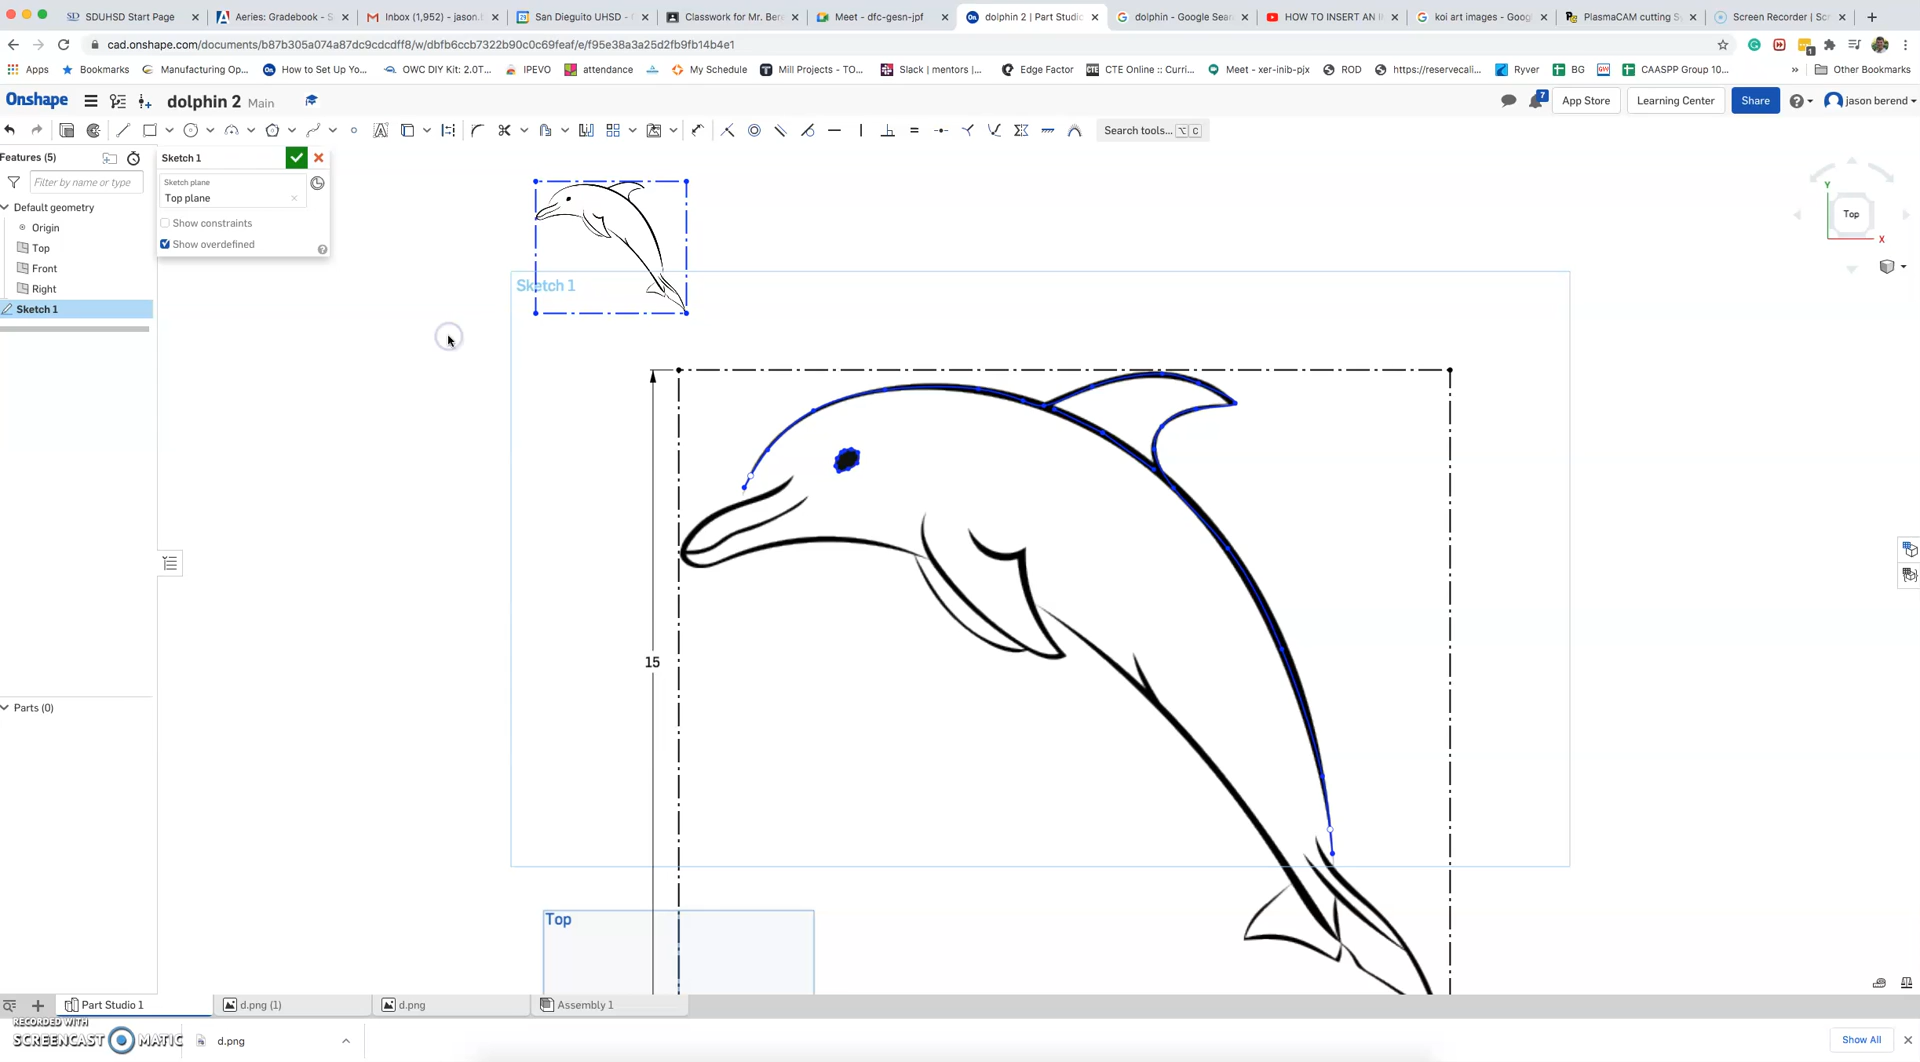 SDUHSD Start Page
Aeries: Gradebook - S
Inbox (1,952) - jason.t
San Dieguito UHSD -
Classwork for Mr. Ber
Meet - dfc-gesn-jpf
dolphin 2 | Part Studio
dolphin - Google Sear
HOW TO INSERT AN I
koi art images - Goog
PlasmaCAM cutting Sy
Screen Recorder | Scr
cad.onshape.com/documents/b87b305a074a87dc9cdcdff8/w/dbfb6ccb7322b90c0c69feaf/e/f95e38a3a25d2fb9fb14b4e1
Apps
Bookmarks
Manufacturing Op...
How to Set Up Yo...
OWC DIY Kit: 2.0T...
IPEVO
attendance
My Schedule
Mill Projects - TO...
Slack | mentors |...
Edge Factor
CTE Online :: Curri...
Meet - xer-inib-pjx
ROD
https://reservecali...
Ryver
BG
CAASPP Group 10...
»
Other Bookmarks
Onshape
dolphin 2 Main
7
App Store
Learning Center
Share
jason berend
Search tools... ⌥ C
Features (5)
Filter by name or type
Default geometry
Origin
Top
Front
Right
Sketch 1
Parts (0)
Sketch 1
Sketch plane
Top plane
Show constraints
Show overdefined
Sketch 1
15
Top
Y
Top
X
Part Studio 1
d.png (1)
d.png
Assembly 1
RECORDED WITH
SCREENCAST MATIC
d.png
Show All